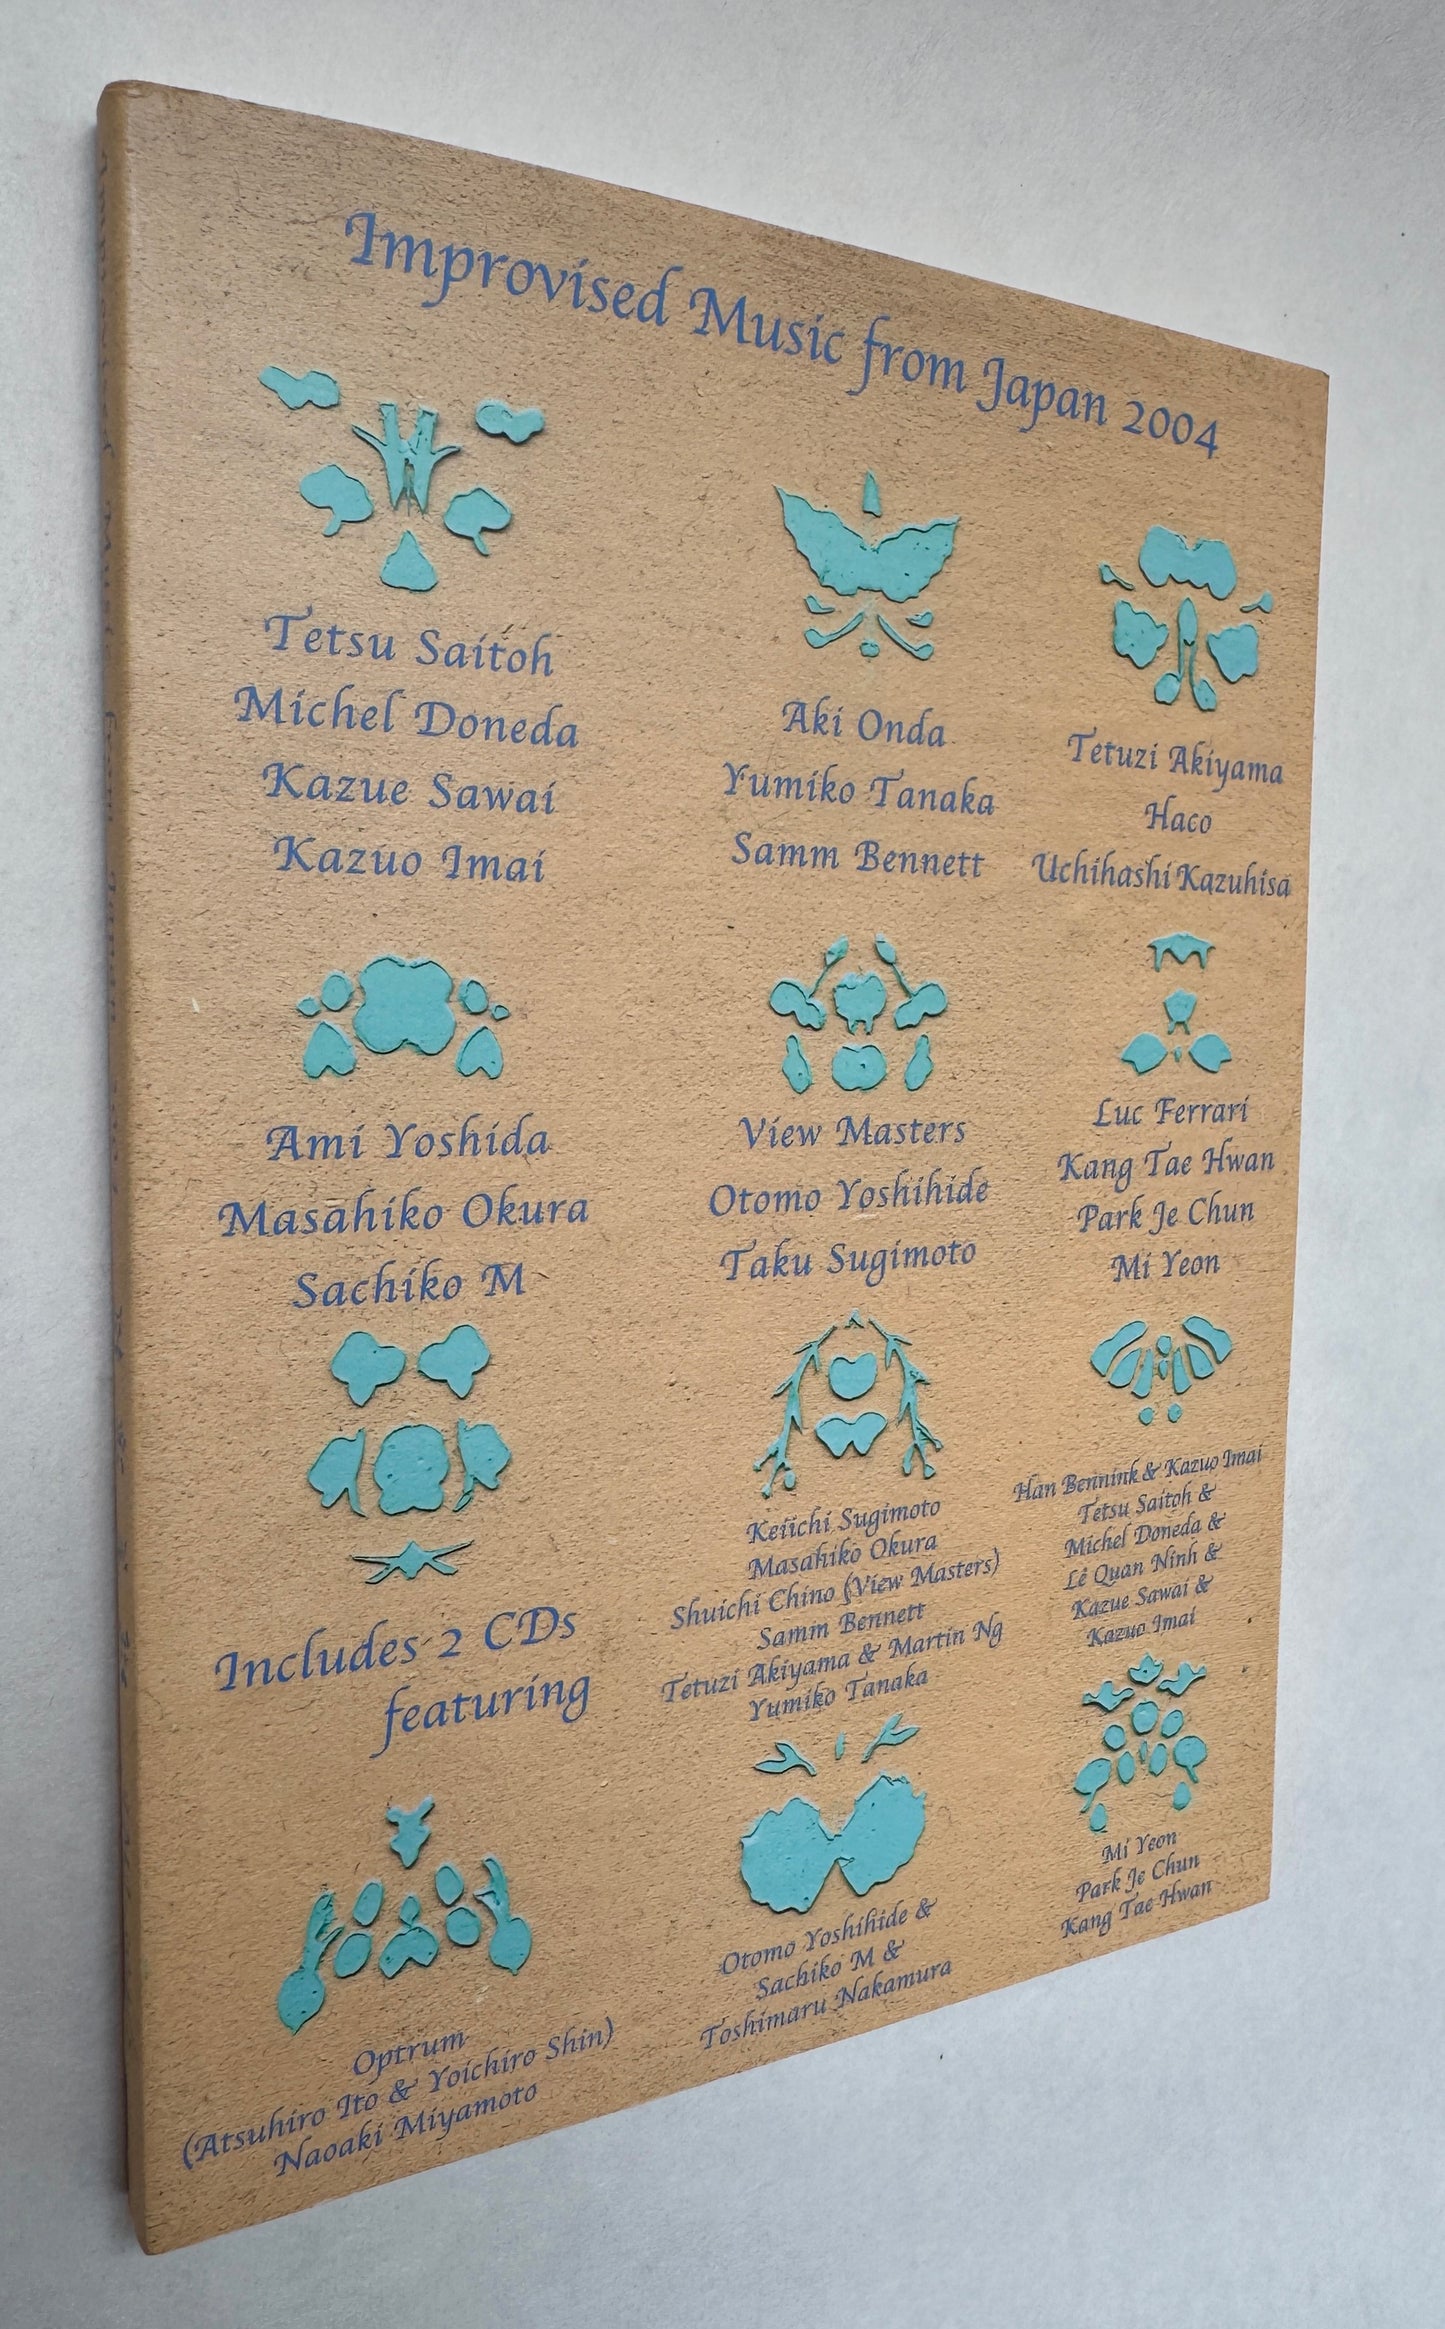 Improvised Music from Japan 2004
Tetsu Saitoh
Michel Doneda
Kazue Sawai
Kazuo Imai
Aki Onda
Yumiko Tanaka
Samm Bennett
Tetuzi Akiyama
Haco
Uchihashi Kazuhisa
Ami Yoshida
Masahiko Okura
Sachiko M
View Masters
Otomo Yoshihide
Taku Sugimoto
Luc Ferrari
Kang Tae Hwan
Park Je Chun
Mi Yeon
Includes 2 CDs
featuring
Keiichi Sugimoto
Masahiko Okura
Shuichi Chino (View Masters)
Samm Bennett
Tetuzi Akiyama & Martin Ng
Yumiko Tanaka
Han Bennink & Kazuo Imai
Tetsu Saitoh &
Michel Doneda &
Lê Quan Ninh &
Kazue Sawai &
Kazuo Imai
Optrum
(Atsuhiro Ito & Yoichiro Shin)
Naoaki Miyamoto
Otomo Yoshihide &
Sachiko M &
Toshimaru Nakamura
Mi Yeon
Park Je Chun
Kang Tae Hwan